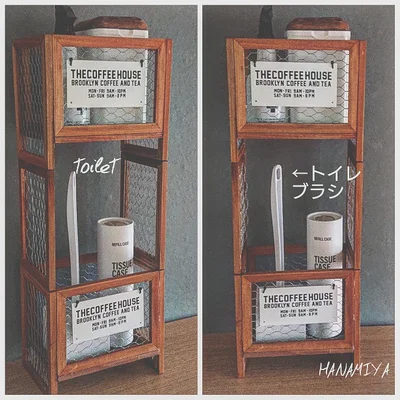 THECOFFEEHOUSE
BROOKLYN COFFEE AND TEA
MON-FRI 9AM-10PM
SAT-SUN 9AM-8PM
toilet
TISSUE
CASE
THECOFFEEHOUSE
BROOKLYN COFFEE AND TEA
MON-FRI 9AM-10PM
SAT-SUN 9AM-8PM
THECOFFEEHOUSE
BROOKLYN COFFEE AND TEA
MON-FRI 9AM-10PM
SAT-SUN 9AM-8PM
←トイレ
ブラシ
TISSUE
CASE
THECOFFEEHOUSE
BROOKLYN COFFEE AND TEA
MON-FRI 9AM-10PM
SAT-SUN 9AM-8PM
HANAMIYA